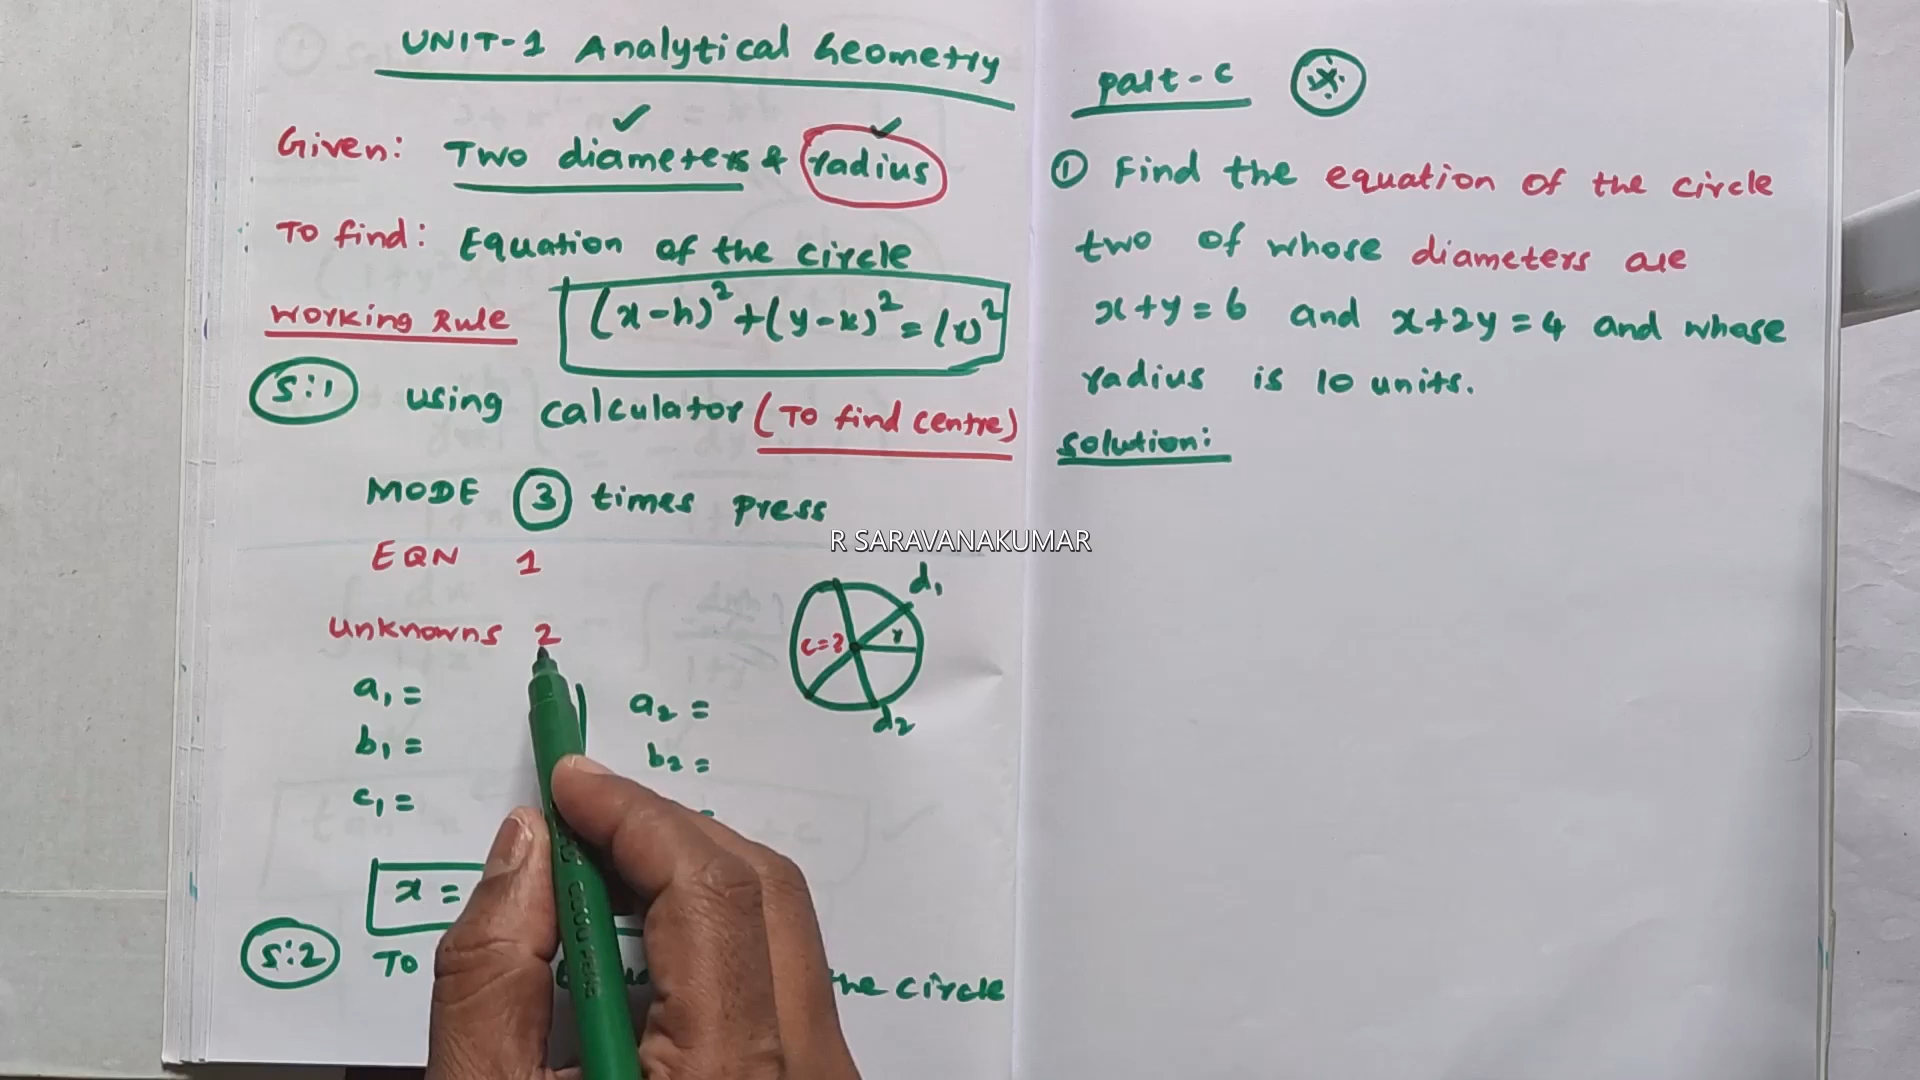 UNIT-1 Analytical Geometry
Given: Two diameters & radius
To find: Equation of the circle
Working Rule (x-h)²+(y-k)²=(r)²
S:1 using calculator (To find centre)
MODE 3 times press
EQN 1
unknowns 2
a₁=
b₁=
c₁=
a₂=
b₂=
=
d₁
c=? r
d₂
x=
S:2 To the circle
Part-C
① Find the equation of the circle
two of whose diameters are
x+y=6 and x+2y=4 and whose
radius is 10 units.
Solution:
R SARAVANAKUMAR